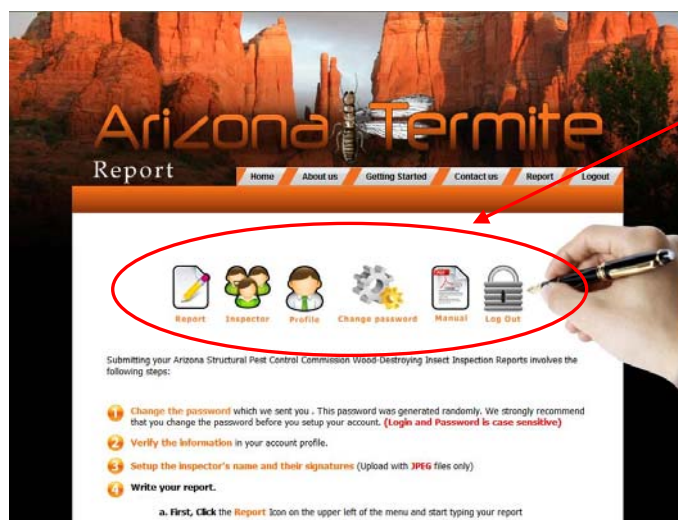 Arizona Termite
Report
Home About us Getting Started Contact us Report Logout
Report Inspector Profile Change password Manual Log Out
Submitting your Arizona Structural Pest Control Commission Wood-Destroying Insect Inspection Reports involves the
following steps:
1 Change the password which we sent you . This password was generated randomly. We strongly recommend
that you change the password before you setup your account. (Login and Password is case sensitive)
2 Verify the information in your account profile.
3 Setup the inspector's name and their signatures (Upload with JPEG files only)
4 Write your report.
a. First, Click the Report Icon on the upper left of the menu and start typing your report